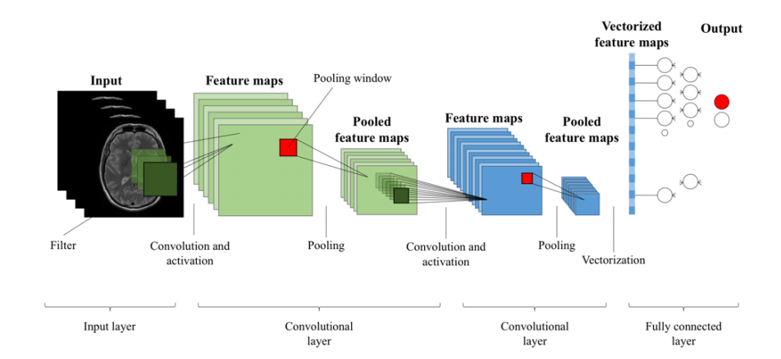 Vectorized
feature maps
Output
Input
Feature maps
Pooling window
Pooled
feature maps
Feature maps
Pooled
feature maps
Filter
Convolution and
activation
Pooling
Convolution and
activation
Pooling
Vectorization
Input layer
Convolutional
layer
Convolutional
layer
Fully connected
layer